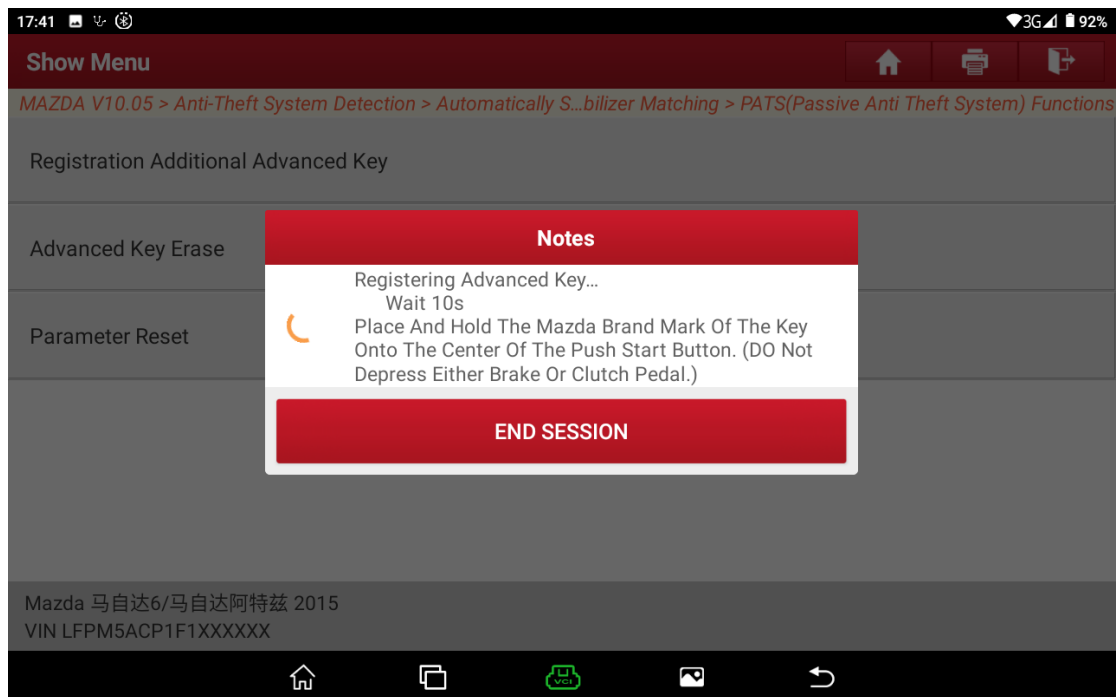 17:41 3G 92%
Show Menu
MAZDA V10.05 > Anti-Theft System Detection > Automatically S...bilizer Matching > PATS(Passive Anti Theft System) Functions
Registration Additional Advanced Key
Advanced Key Erase
Parameter Reset
Notes
Registering Advanced Key...
Wait 10s
Place And Hold The Mazda Brand Mark Of The Key
Onto The Center Of The Push Start Button. (DO Not
Depress Either Brake Or Clutch Pedal.)
END SESSION
Mazda 马自达6/马自达阿特兹 2015
VIN LFPM5ACP1F1XXXXXX
VCI